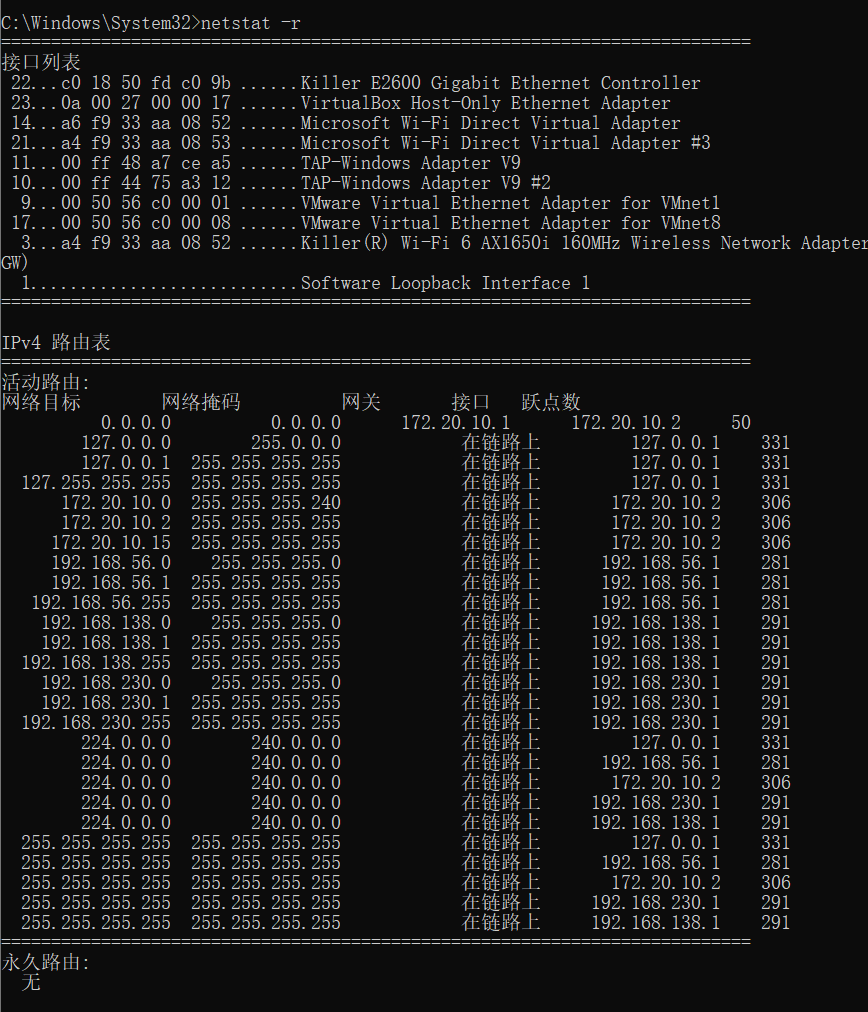 C:\Windows\System32>netstat -r
===========================================================================
接口列表
 22...c0 18 50 fd c0 9b ......Killer E2600 Gigabit Ethernet Controller
 23...0a 00 27 00 00 17 ......VirtualBox Host-Only Ethernet Adapter
 14...a6 f9 33 aa 08 52 ......Microsoft Wi-Fi Direct Virtual Adapter
 21...a4 f9 33 aa 08 53 ......Microsoft Wi-Fi Direct Virtual Adapter #3
 11...00 ff 48 a7 ce a5 ......TAP-Windows Adapter V9
 10...00 ff 44 75 a3 12 ......TAP-Windows Adapter V9 #2
  9...00 50 56 c0 00 01 ......VMware Virtual Ethernet Adapter for VMnet1
 17...00 50 56 c0 00 08 ......VMware Virtual Ethernet Adapter for VMnet8
  3...a4 f9 33 aa 08 52 ......Killer(R) Wi-Fi 6 AX1650i 160MHz Wireless Network Adapter
GW)
  1...........................Software Loopback Interface 1
===========================================================================
IPv4 路由表
===========================================================================
活动路由:
网络目标 网络掩码 网关 接口 跃点数
0.0.0.0 0.0.0.0 172.20.10.1 172.20.10.2 50
127.0.0.0 255.0.0.0 在链路上 127.0.0.1 331
127.0.0.1 255.255.255.255 在链路上 127.0.0.1 331
127.255.255.255 255.255.255.255 在链路上 127.0.0.1 331
172.20.10.0 255.255.255.240 在链路上 172.20.10.2 306
172.20.10.2 255.255.255.255 在链路上 172.20.10.2 306
172.20.10.15 255.255.255.255 在链路上 172.20.10.2 306
192.168.56.0 255.255.255.0 在链路上 192.168.56.1 281
192.168.56.1 255.255.255.255 在链路上 192.168.56.1 281
192.168.56.255 255.255.255.255 在链路上 192.168.56.1 281
192.168.138.0 255.255.255.0 在链路上 192.168.138.1 291
192.168.138.1 255.255.255.255 在链路上 192.168.138.1 291
192.168.138.255 255.255.255.255 在链路上 192.168.138.1 291
192.168.230.0 255.255.255.0 在链路上 192.168.230.1 291
192.168.230.1 255.255.255.255 在链路上 192.168.230.1 291
192.168.230.255 255.255.255.255 在链路上 192.168.230.1 291
224.0.0.0 240.0.0.0 在链路上 127.0.0.1 331
224.0.0.0 240.0.0.0 在链路上 192.168.56.1 281
224.0.0.0 240.0.0.0 在链路上 172.20.10.2 306
224.0.0.0 240.0.0.0 在链路上 192.168.230.1 291
224.0.0.0 240.0.0.0 在链路上 192.168.138.1 291
255.255.255.255 255.255.255.255 在链路上 127.0.0.1 331
255.255.255.255 255.255.255.255 在链路上 192.168.56.1 281
255.255.255.255 255.255.255.255 在链路上 172.20.10.2 306
255.255.255.255 255.255.255.255 在链路上 192.168.230.1 291
255.255.255.255 255.255.255.255 在链路上 192.168.138.1 291
===========================================================================
永久路由:
  无